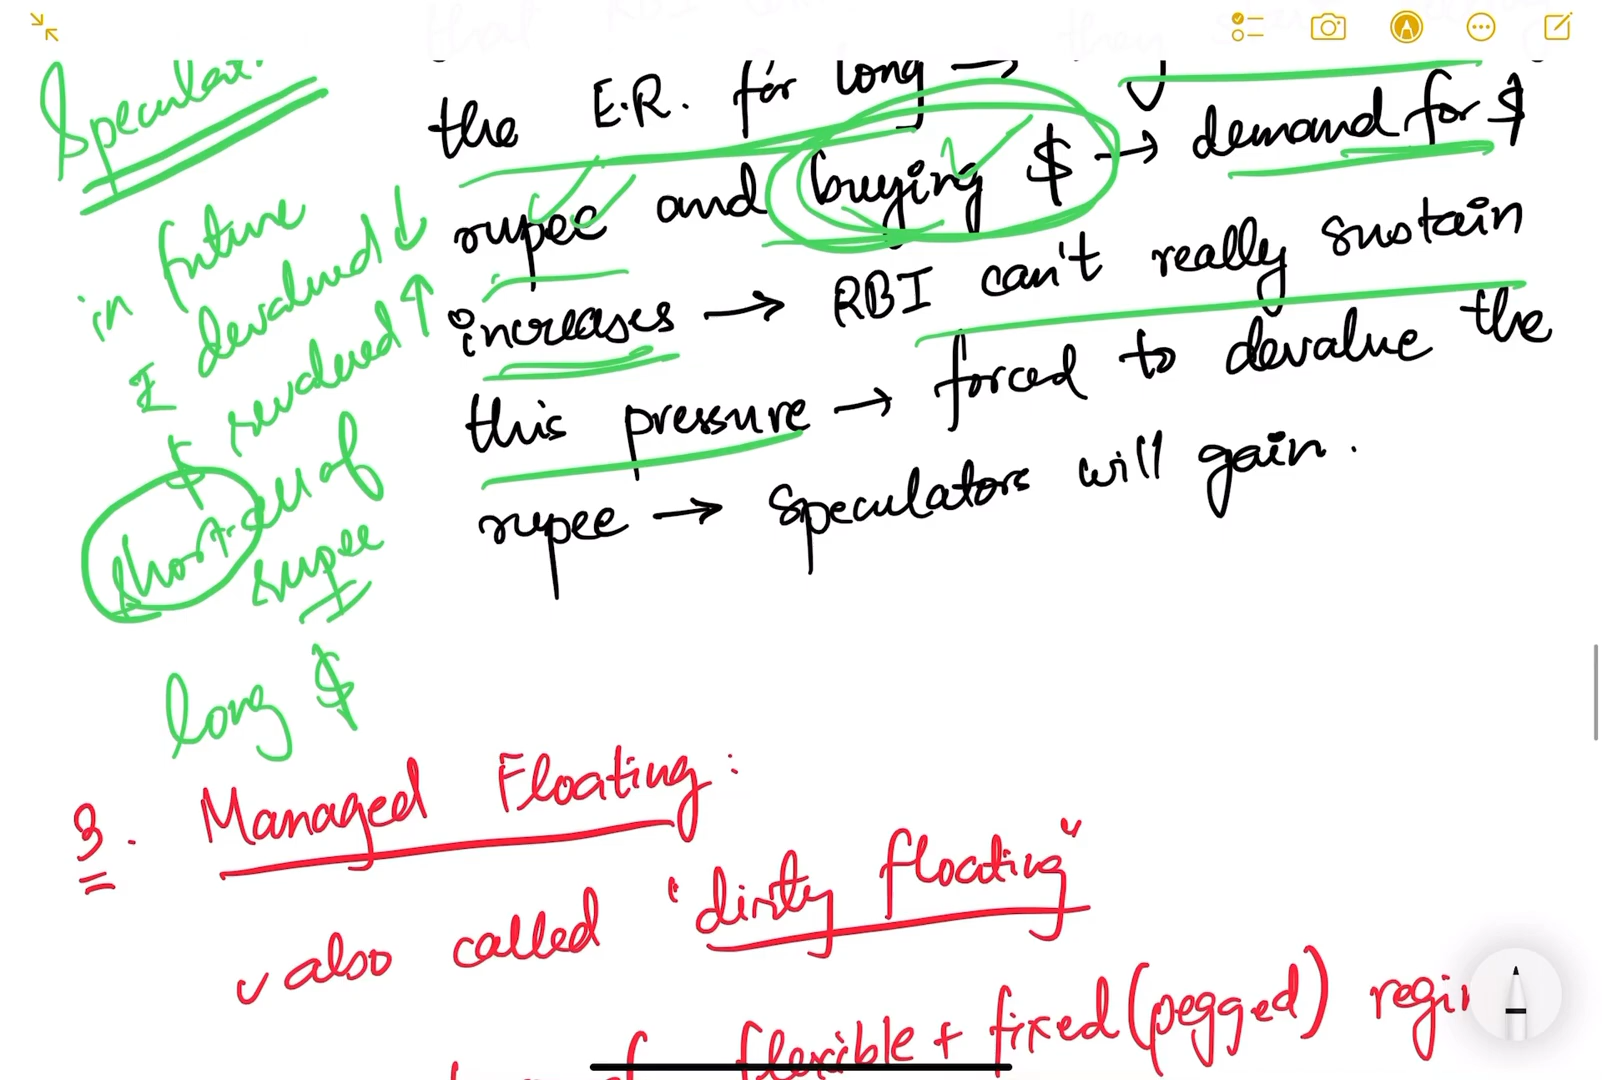 Speculat
the E.R. for long →
rupee and buying $ → demand for $
increases → RBI can't really sustain
this pressure → forced to devalue the
rupee → speculators will gain.
in future
₹ devalued ↓
$ revalued ↑
short-sell of
rupee
₹
long $
3. Managed Floating:
✓ also called "dirty floating"
of flexible + fixed (pegged) regi